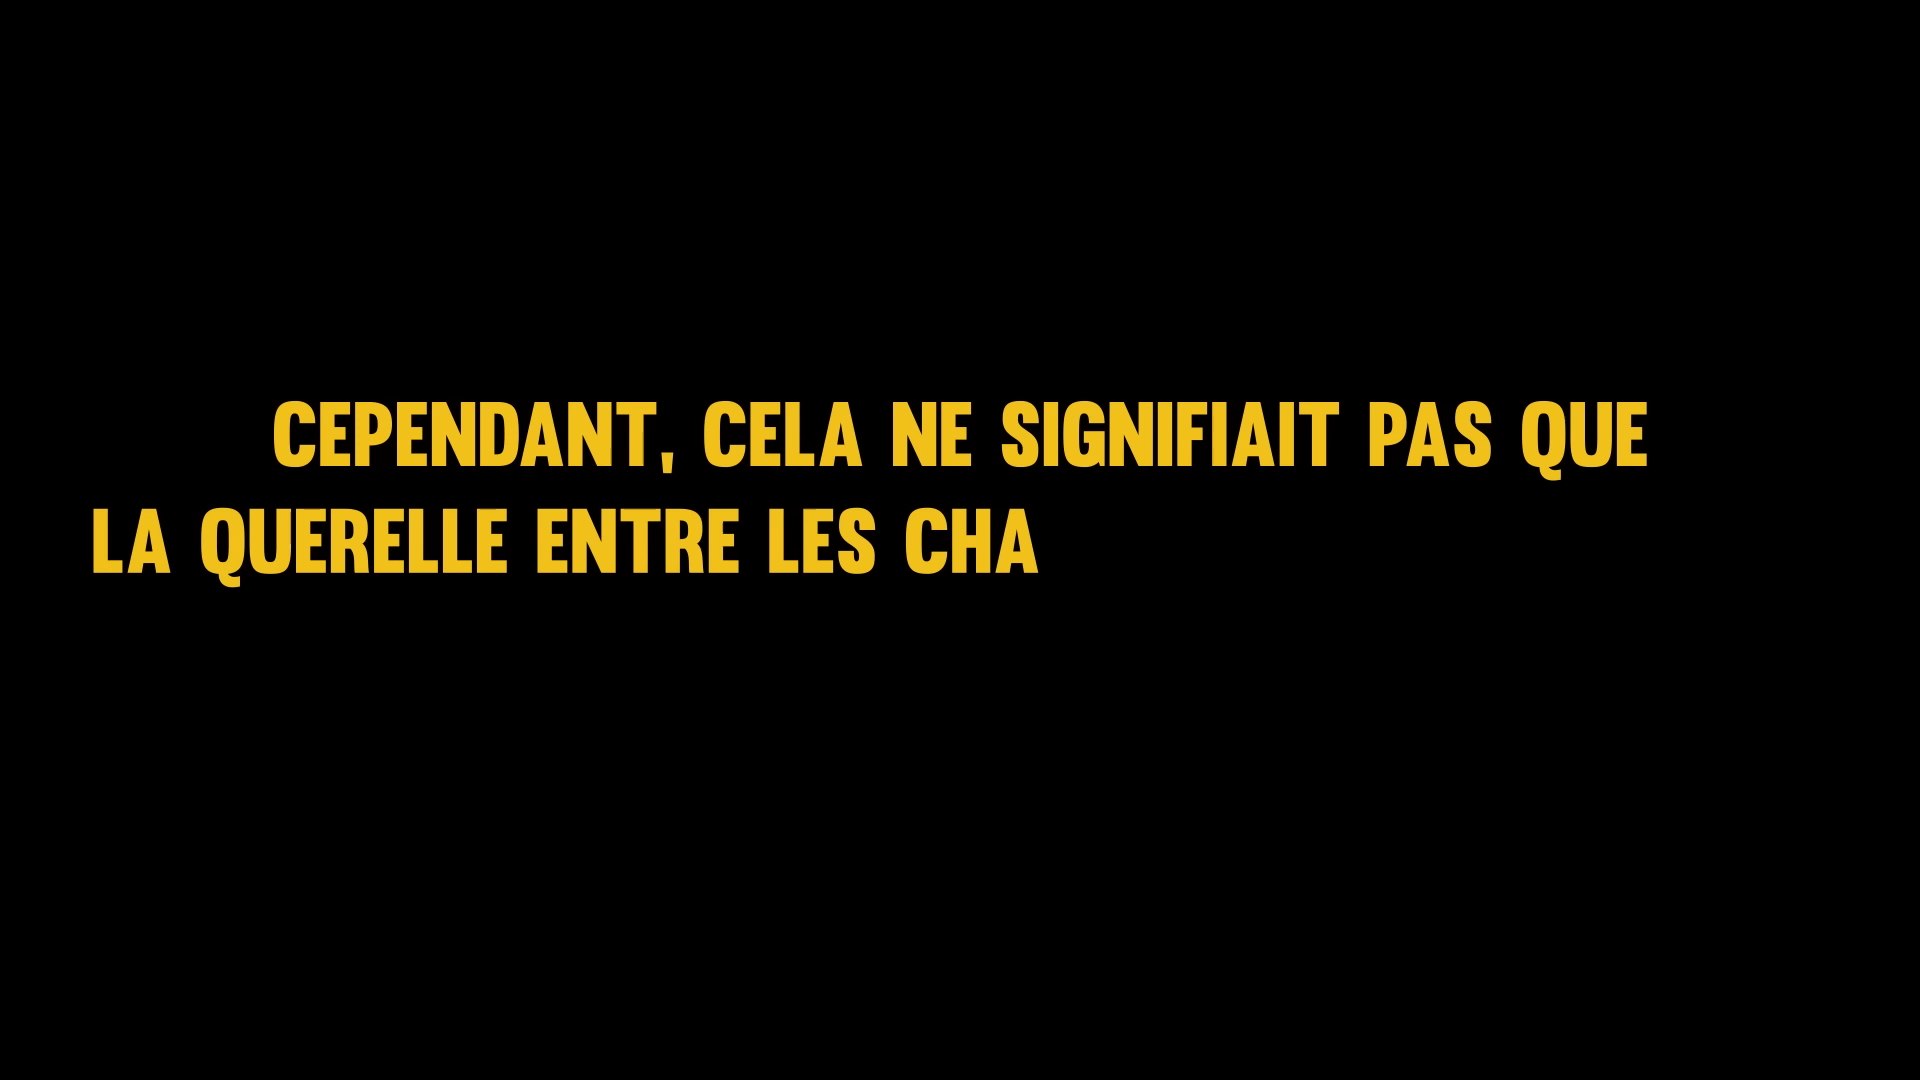 CEPENDANT, CELA NE SIGNIFIAIT PAS QUE
LA QUERELLE ENTRE LES CHA